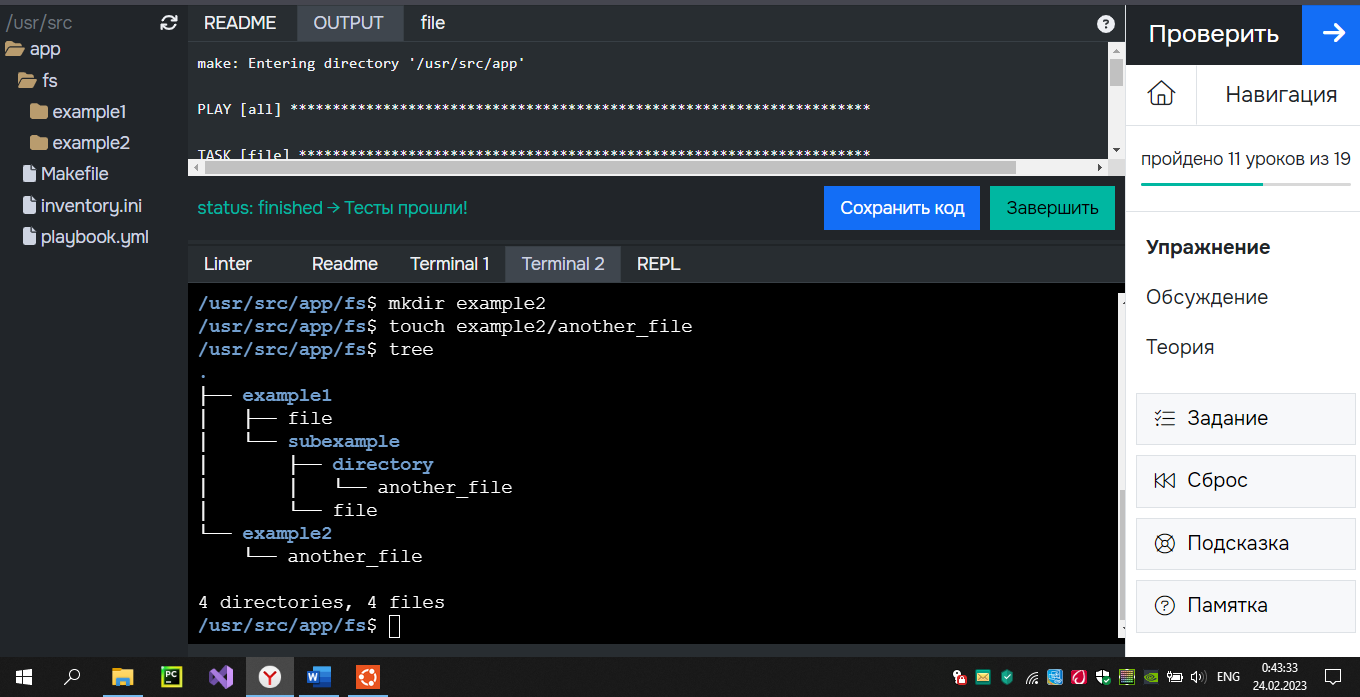 /usr/src
app
fs
example1
example2
Makefile
inventory.ini
playbook.yml
README OUTPUT file ?
make: Entering directory '/usr/src/app'
PLAY [all] *********************************************************************
TASK [file] ********************************************************************
status: finished → Тесты прошли!
Сохранить код Завершить
Linter Readme Terminal 1 Terminal 2 REPL
/usr/src/app/fs$ mkdir example2
/usr/src/app/fs$ touch example2/another_file
/usr/src/app/fs$ tree
.
├── example1
│   ├── file
│   └── subexample
│       ├── directory
│       │   └── another_file
│       └── file
└── example2
    └── another_file
4 directories, 4 files
/usr/src/app/fs$
Проверить
Навигация
пройдено 11 уроков из 19
Упражнение
Обсуждение
Теория
Задание
Сброс
Подсказка
Памятка
PC
Y
W
ENG
0:43:33
24.02.2023